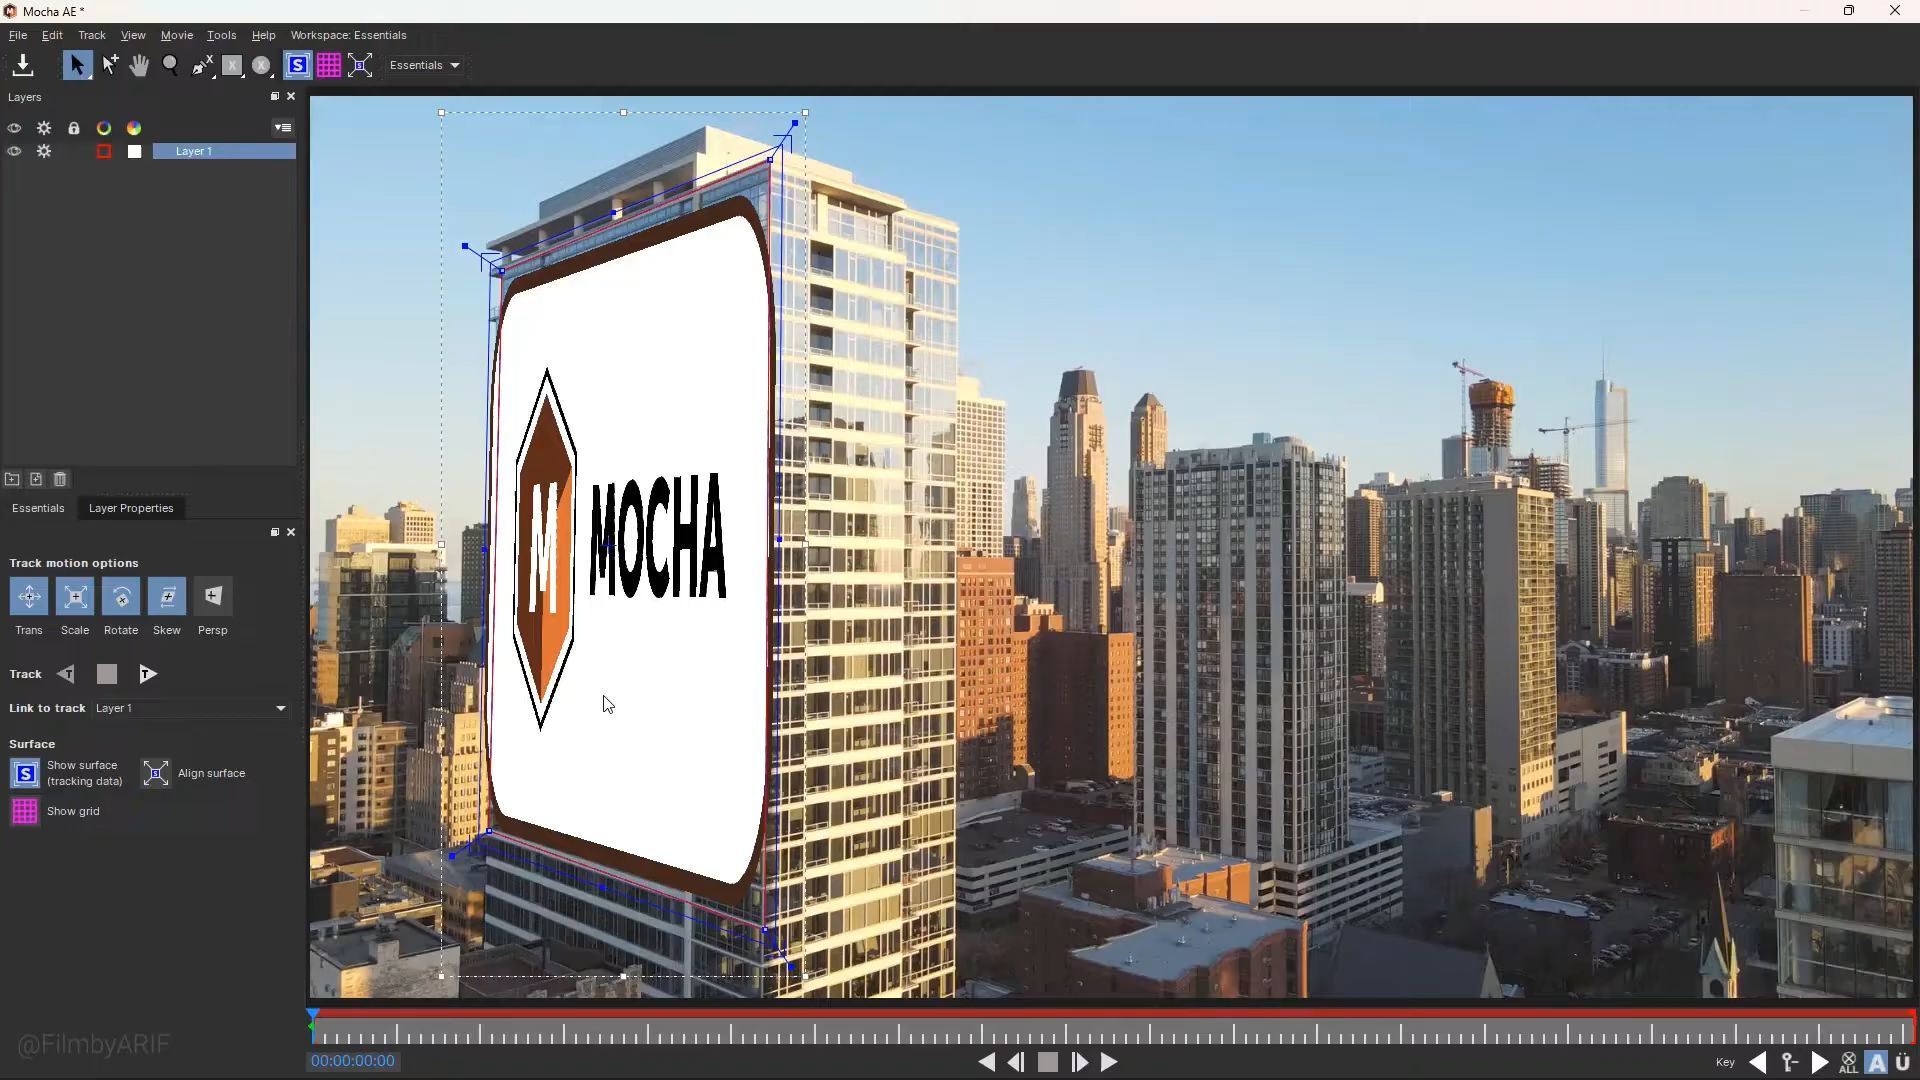 Mocha AE *
File Edit Track View Movie Tools Help Workspace: Essentials
S Essentials
Layers
Layer 1
Essentials Layer Properties
Track motion options
Trans Scale Rotate Skew Persp
Track T T
Link to track Layer 1
Surface
S Show surface (tracking data) S Align surface
Show grid
M MOCHA
@FilmbyARIF
00:00:00:00
Key ALL A Ü